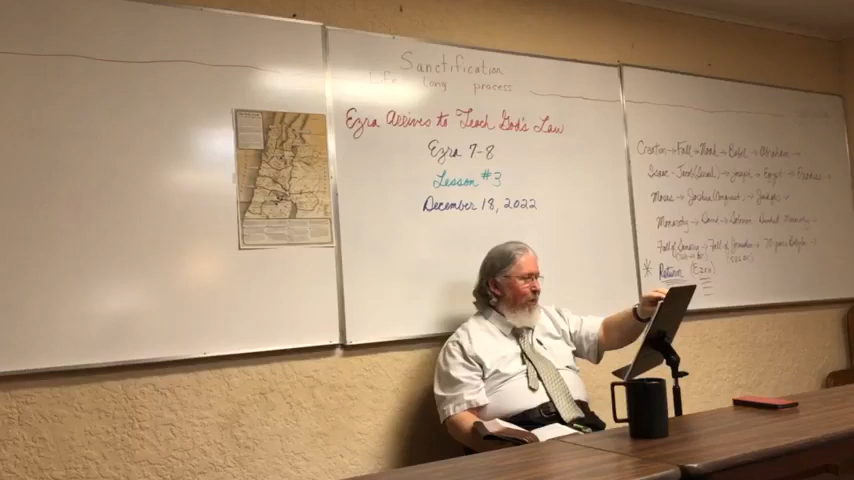 Sanctification
Life long process
Ezra Arrives to Teach God's Law
Ezra 7-8
Lesson #3
December 18, 2022
Creation → Fall → Flood → Babel → Abraham →
Isaac - Jacob (Israel) → Joseph → Egypt → Exodus →
Moses → Joshua/Conquest → Judges →
Monarchy → David → Solomon Divided Monarchy
Fall of Samaria → Fall of Jerusalem → 70 years Babylon →
* Return (Ezra)